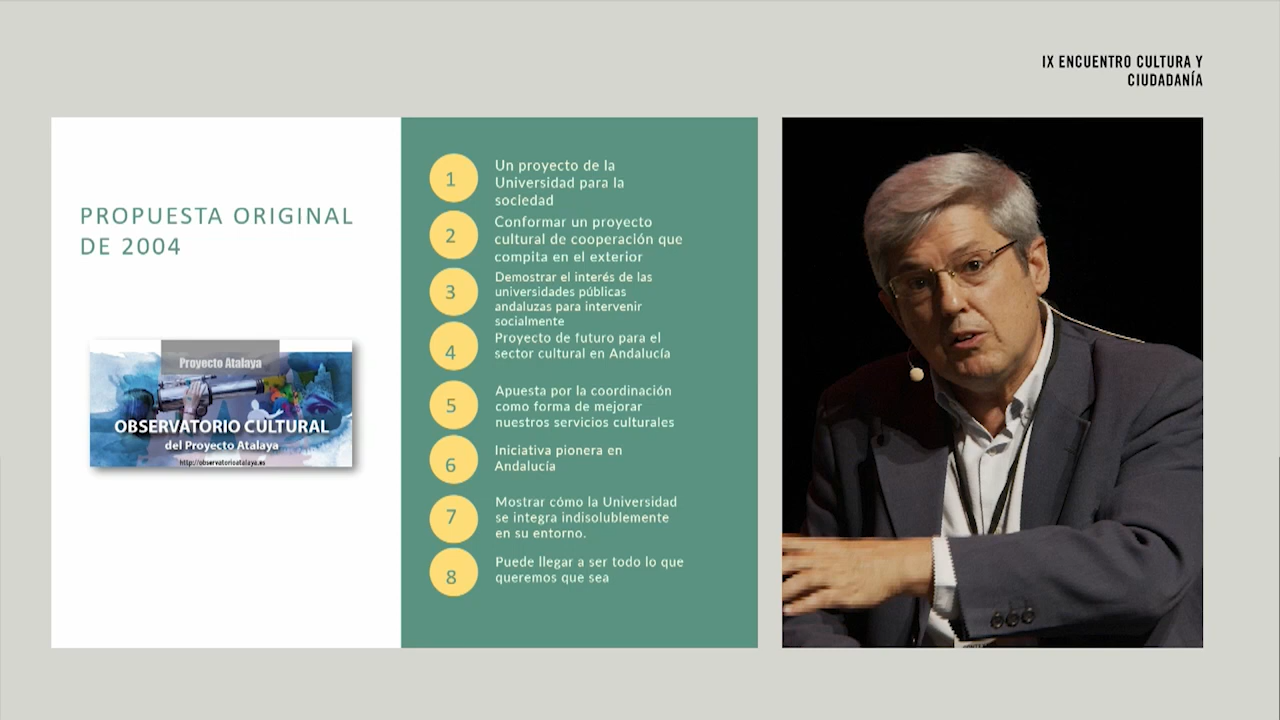 IX ENCUENTRO CULTURA Y
CIUDADANÍA
PROPUESTA ORIGINAL
DE 2004
Proyecto Atalaya
OBSERVATORIO CULTURAL
del Proyecto Atalaya
http://observatorioatalaya.es
1
Un proyecto de la
Universidad para la
sociedad
2
Conformar un proyecto
cultural de cooperación que
compita en el exterior
3
Demostrar el interés de las
universidades públicas
andaluzas para intervenir
socialmente
4
Proyecto de futuro para el
sector cultural en Andalucía
5
Apuesta por la coordinación
como forma de mejorar
nuestros servicios culturales
6
Iniciativa pionera en
Andalucía
7
Mostrar cómo la Universidad
se integra indisolublemente
en su entorno.
8
Puede llegar a ser todo lo que
queremos que sea